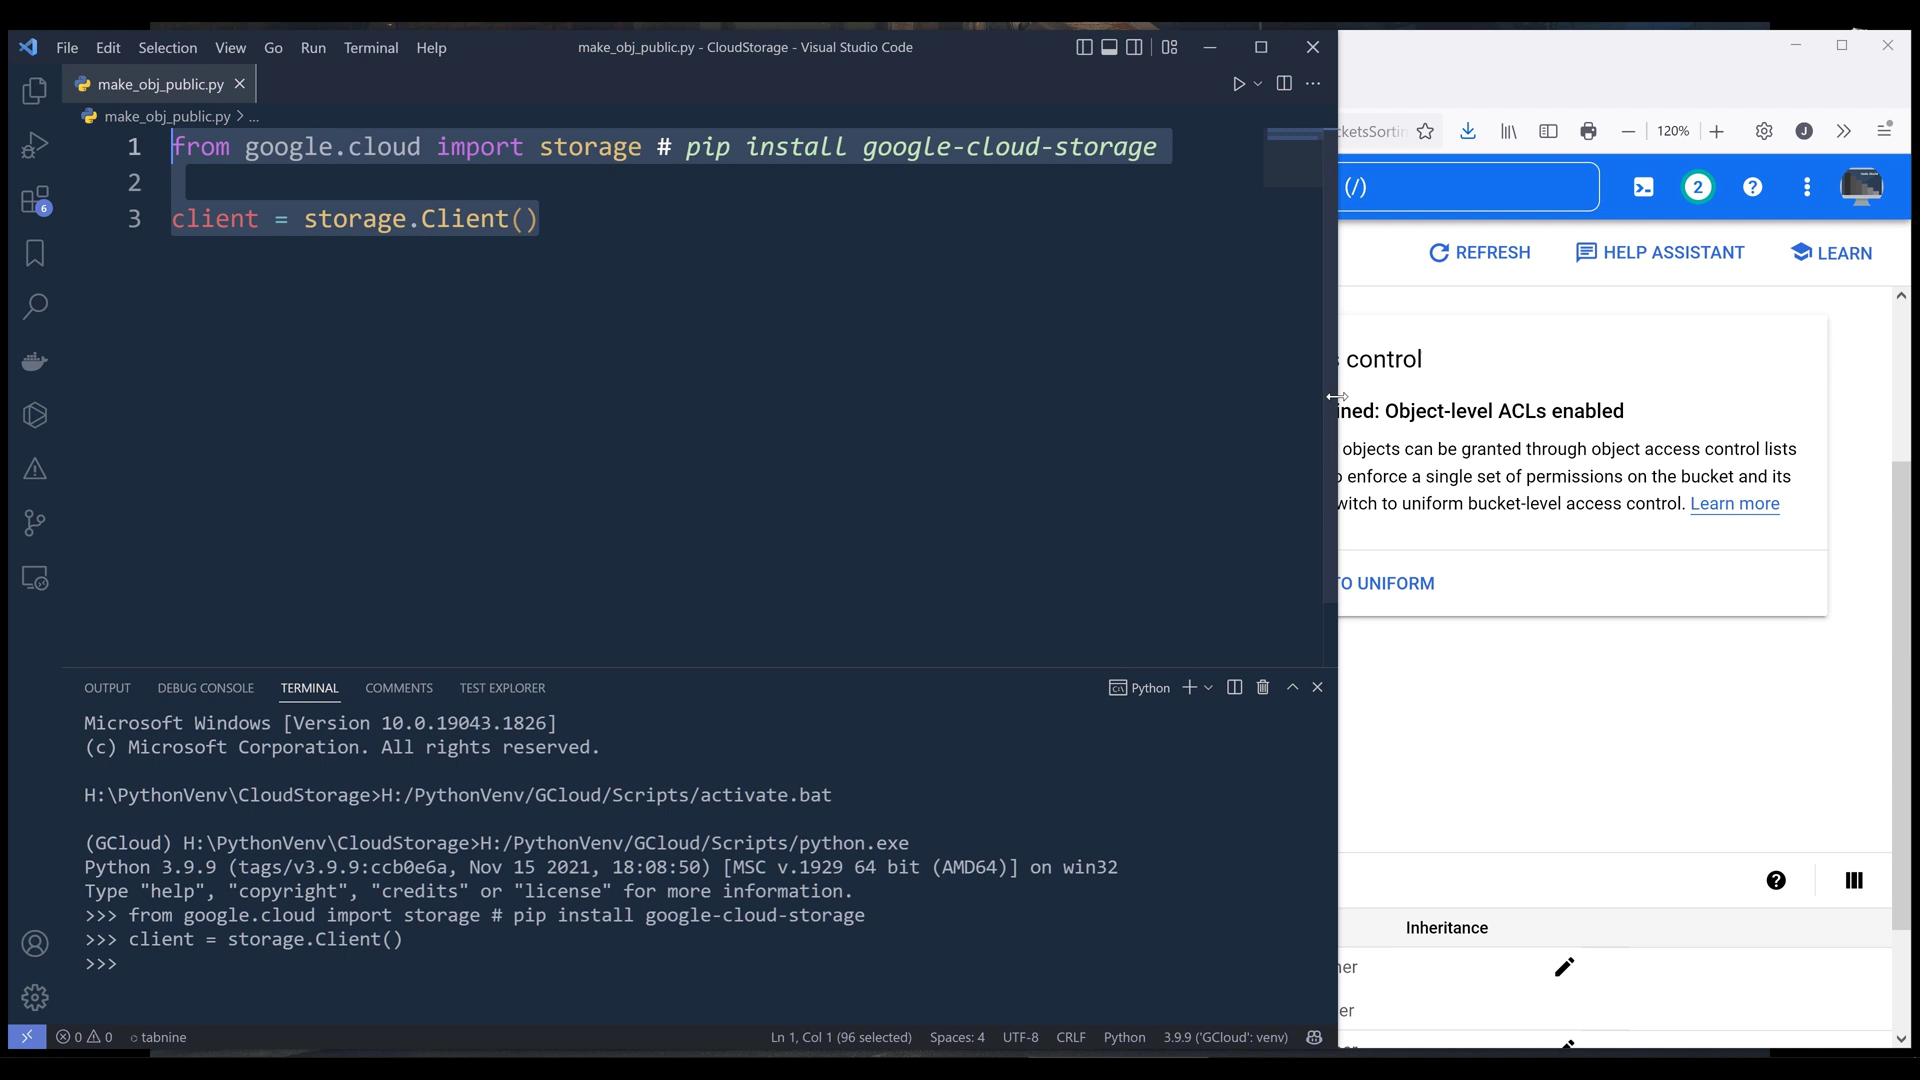 File Edit Selection View Go Run Terminal Help
make_obj_public.py - CloudStorage - Visual Studio Code
make_obj_public.py
make_obj_public.py > ...
1 from google.cloud import storage # pip install google-cloud-storage
2
3 client = storage.Client()
6
OUTPUT DEBUG CONSOLE TERMINAL COMMENTS TEST EXPLORER
Python
Microsoft Windows [Version 10.0.19043.1826]
(c) Microsoft Corporation. All rights reserved.
H:\PythonVenv\CloudStorage>H:/PythonVenv/GCloud/Scripts/activate.bat
(GCloud) H:\PythonVenv\CloudStorage>H:/PythonVenv/GCloud/Scripts/python.exe
Python 3.9.9 (tags/v3.9.9:ccb0e6a, Nov 15 2021, 18:08:50) [MSC v.1929 64 bit (AMD64)] on win32
Type "help", "copyright", "credits" or "license" for more information.
>>> from google.cloud import storage # pip install google-cloud-storage
>>> client = storage.Client()
>>>
0 0 tabnine
Ln 1, Col 1 (96 selected) Spaces: 4 UTF-8 CRLF Python 3.9.9 ('GCloud': venv)
cketsSortin
120%
J
(/)
2
REFRESH HELP ASSISTANT LEARN
s control
ined: Object-level ACLs enabled
objects can be granted through object access control lists
o enforce a single set of permissions on the bucket and its
witch to uniform bucket-level access control. Learn more
TO UNIFORM
Inheritance
ner
er